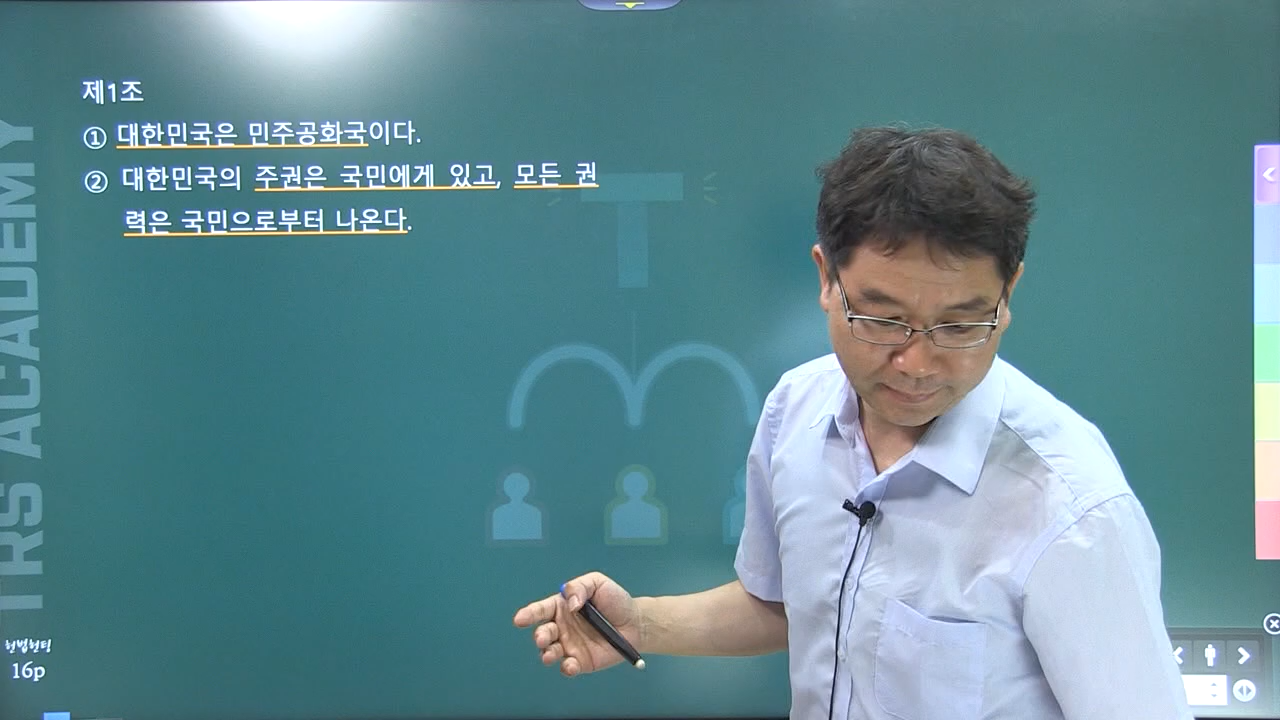 제1조
① 대한민국은 민주공화국이다.
② 대한민국의 주권은 국민에게 있고, 모든 권
력은 국민으로부터 나온다.
TRS ACADEMY
헌법헌팅
16p